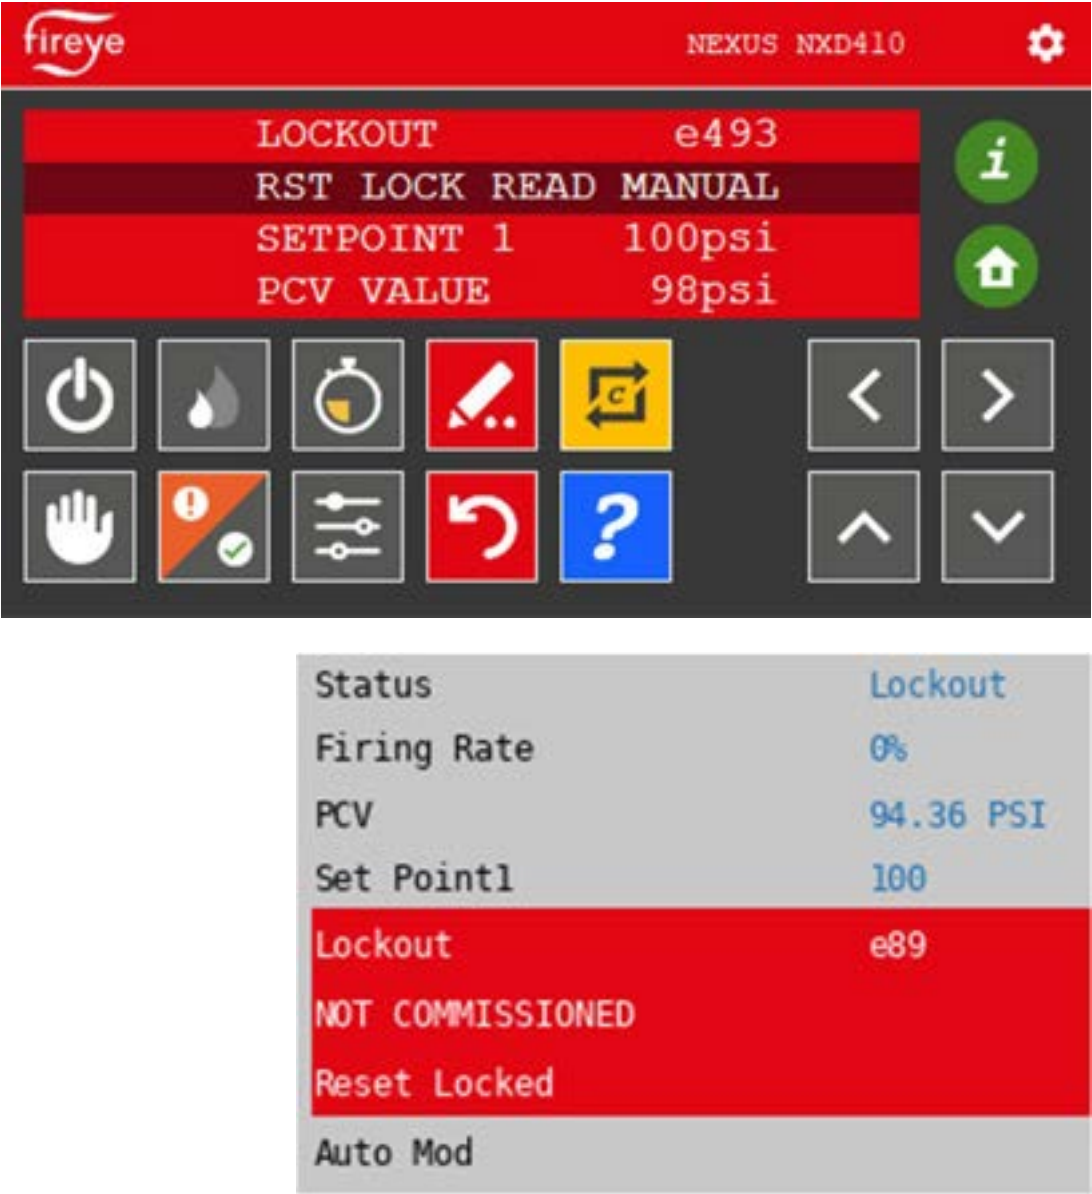 fireye
NEXUS NXD410
LOCKOUT e493
RST LOCK READ MANUAL
SETPOINT 1 100psi
PCV VALUE 98psi
i
C
!
?
Status Lockout
Firing Rate 0%
PCV 94.36 PSI
Set Point1 100
Lockout e89
NOT COMMISSIONED
Reset Locked
Auto Mod